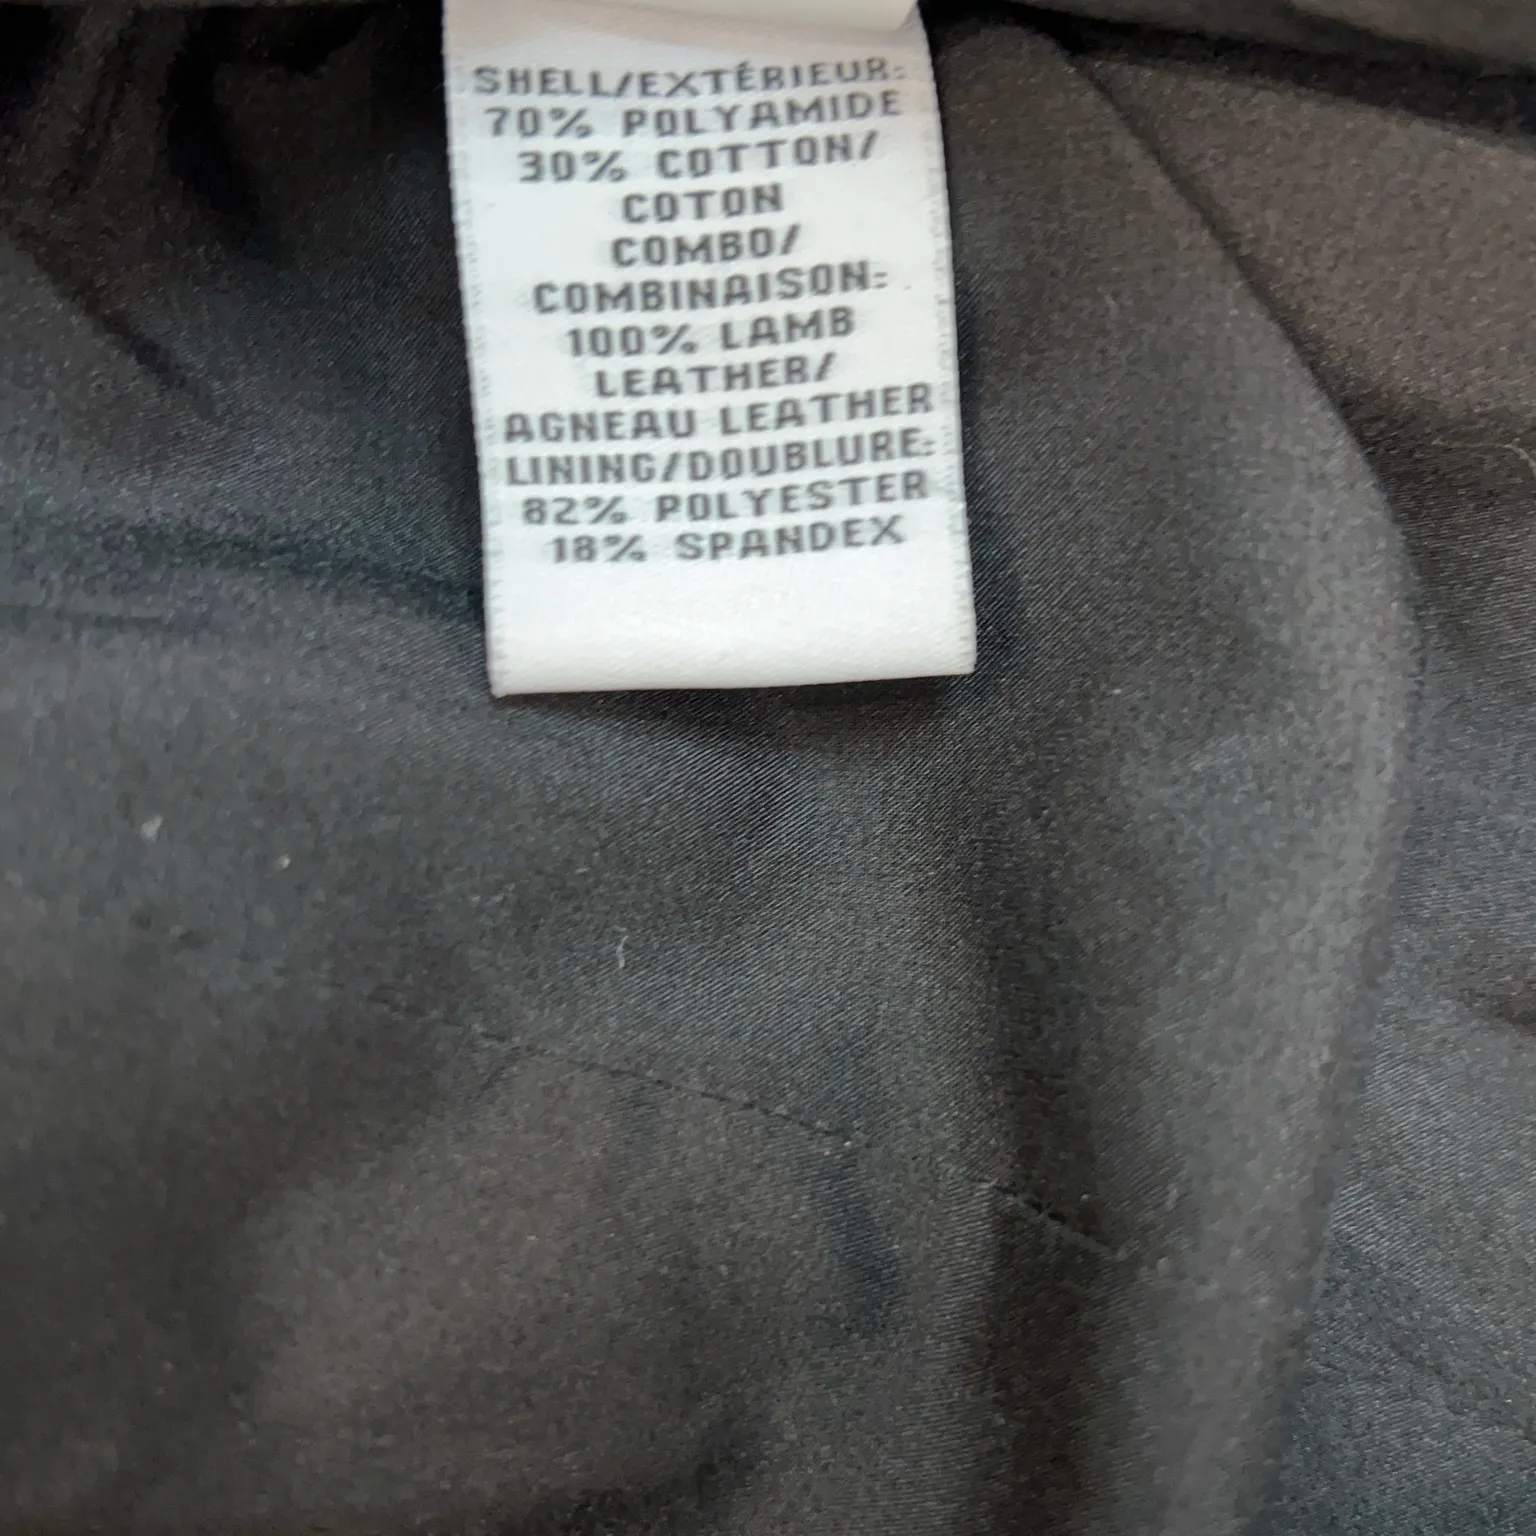 SHELL/EXTÉRIEUR:
70% POLYAMIDE
30% COTTON/
COTON
COMBO/
COMBINAISON:
100% LAMB
LEATHER/
AGNEAU LEATHER
LINING/DOUBLURE:
82% POLYESTER
18% SPANDEX